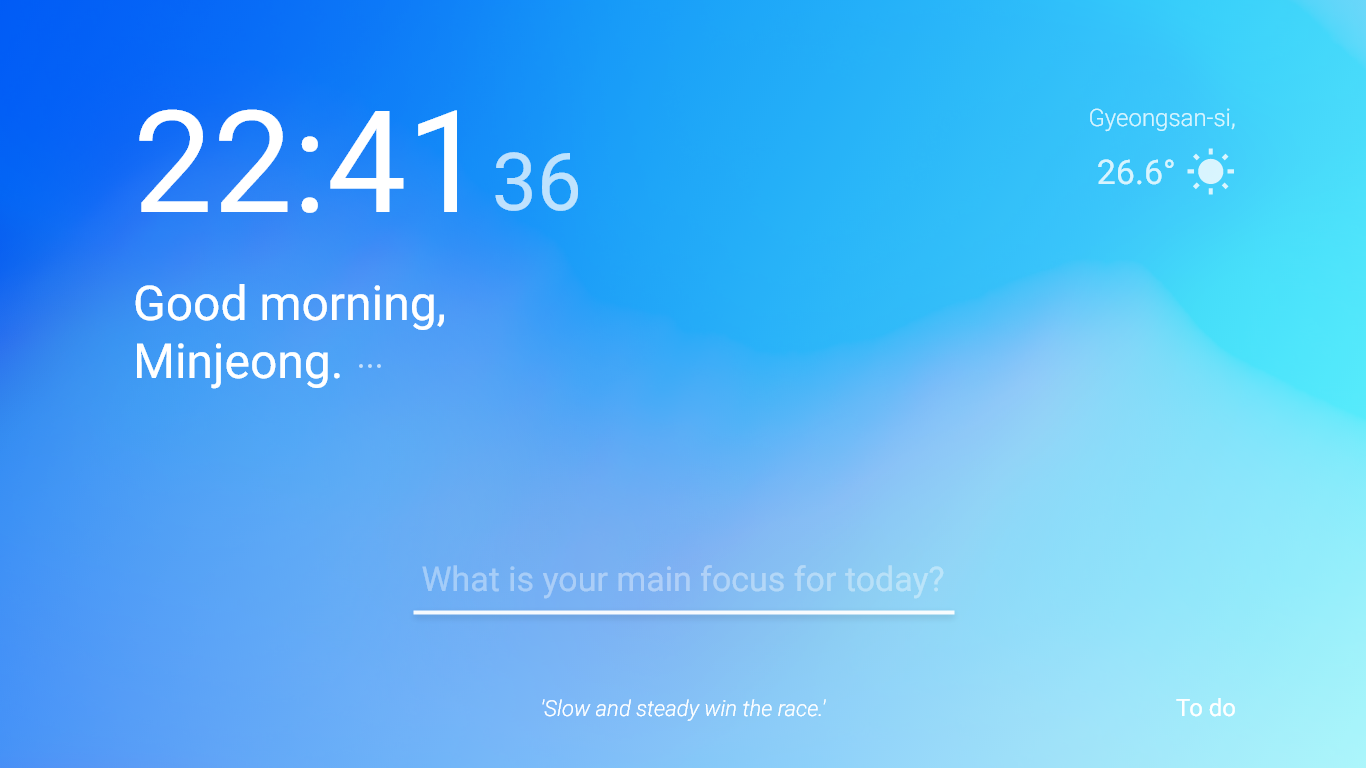 22:41 36
Gyeongsan-si,
26.6°
Good morning,
Minjeong. ...
What is your main focus for today?
'Slow and steady win the race.'
To do